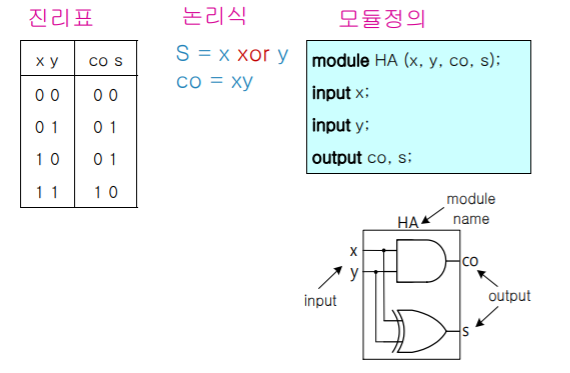 진리표
x y co s
0 0 0 0
0 1 0 1
1 0 0 1
1 1 1 0
논리식
S = x xor y
co = xy
모듈정의
module HA (x, y, co, s);
input x;
input y;
output co, s;
module
name
HA
x
y
co
s
input
output